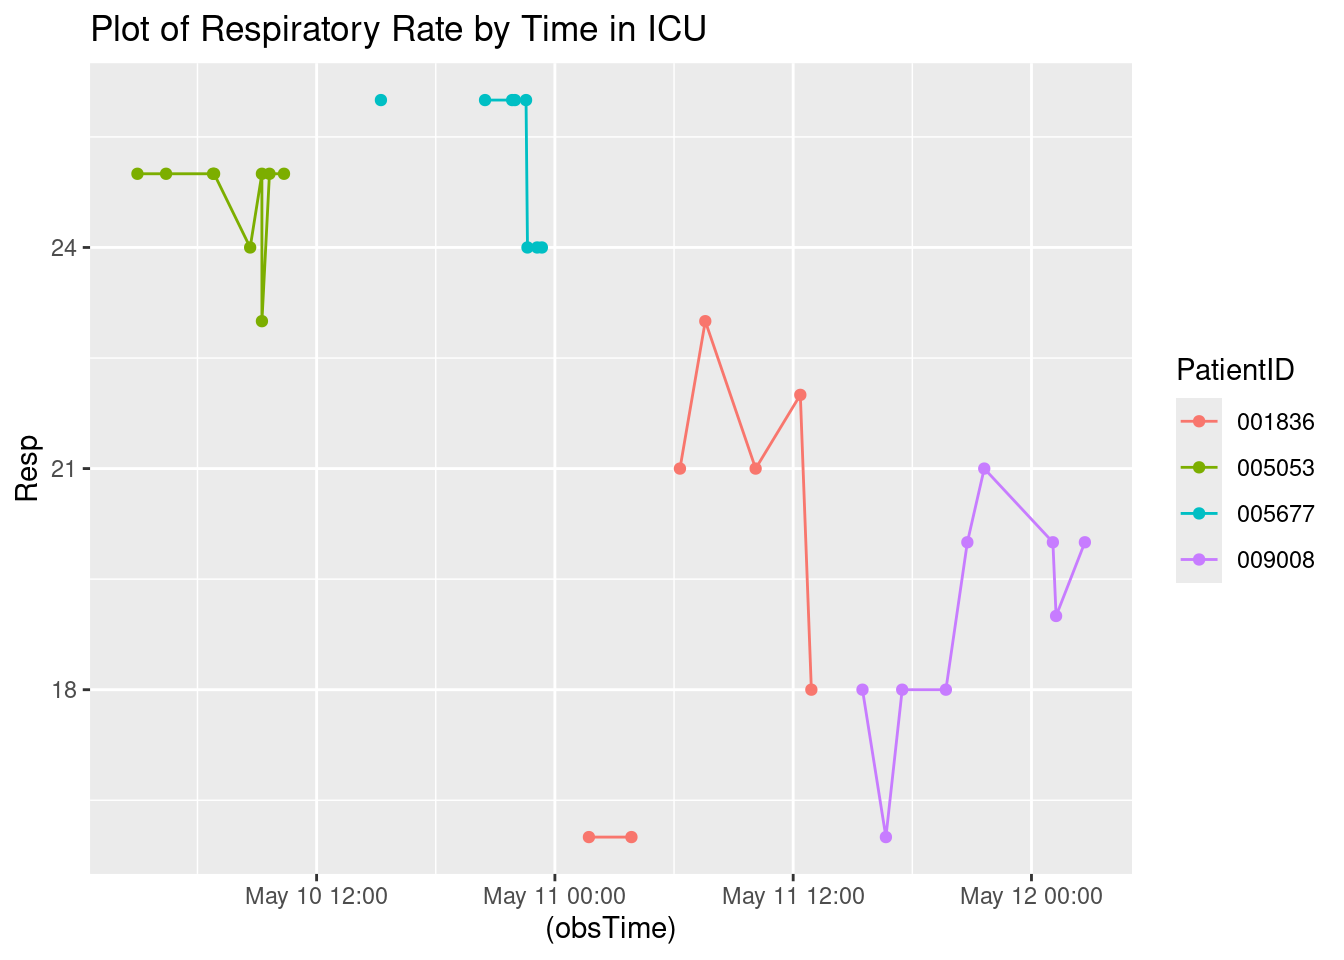 Plot of Respiratory Rate by Time in ICU
24
21
18
Resp
May 10 12:00
May 11 00:00
May 11 12:00
May 12 00:00
(obsTime)
PatientID
001836
005053
005677
009008